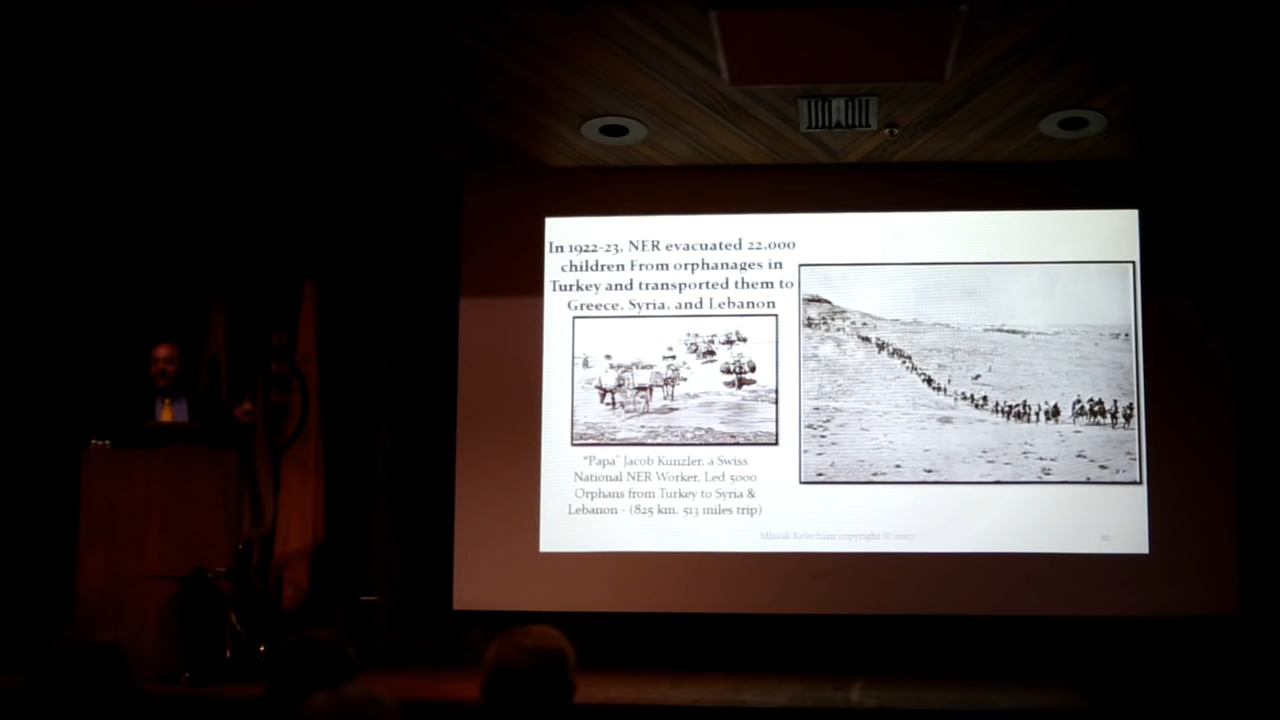 In 1922-23, NER evacuated 22,000
children From orphanages in
Turkey and transported them to
Greece, Syria, and Lebanon
"Papa" Jacob Kunzler, a Swiss
National NER Worker, Led 5000
Orphans from Turkey to Syria &
Lebanon - (825 km, 513 miles trip)
copyright ©